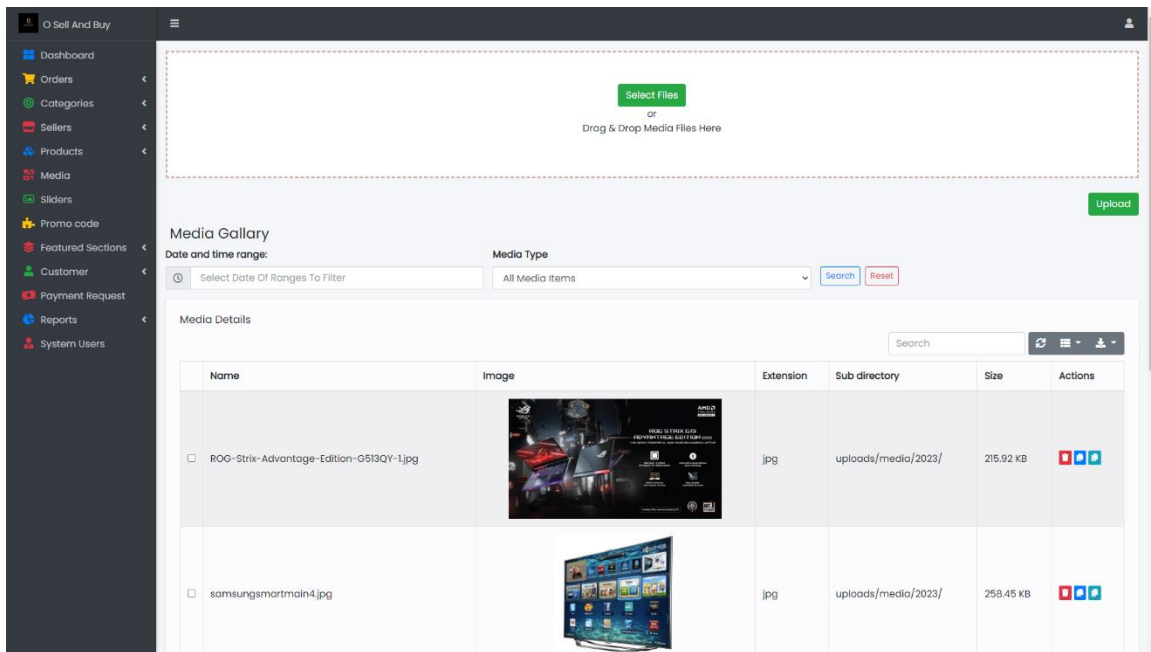 O Sell And Buy
Dashboard
Orders
Categories
Sellers
Products
Media
Sliders
Promo code
Featured Sections
Customer
Payment Request
Reports
System Users
Select Files
or
Drag & Drop Media Files Here
Upload
Media Gallary
Date and time range:
Media Type
Select Date Of Ranges To Filter
All Media Items
Search
Reset
Media Details
Search
Name Image Extension Sub directory Size Actions
AMD
ROG STRIX G15
ADVANTAGE EDITION
ROG-Strix-Advantage-Edition-G513QY-1.jpg jpg uploads/media/2023/ 215.92 KB
samsungsmartmain4.jpg jpg uploads/media/2023/ 258.45 KB